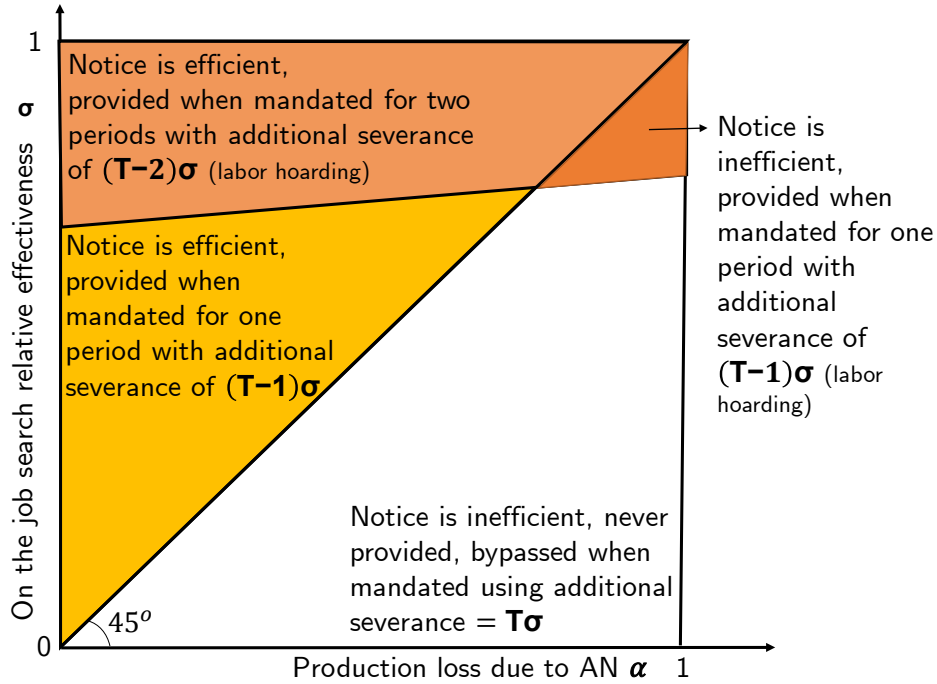 1
Notice is efficient,
provided when mandated for two
periods with additional severance
of (T−2)σ (labor hoarding)
Notice is
inefficient,
provided when
mandated for one
period with
additional
severance of
(T−1)σ (labor
hoarding)
Notice is efficient,
provided when
mandated for one
period with additional
severance of (T−1)σ
On the job search relative effectiveness σ
Notice is inefficient, never
provided, bypassed when
mandated using additional
severance = Tσ
45°
0
Production loss due to AN α 1